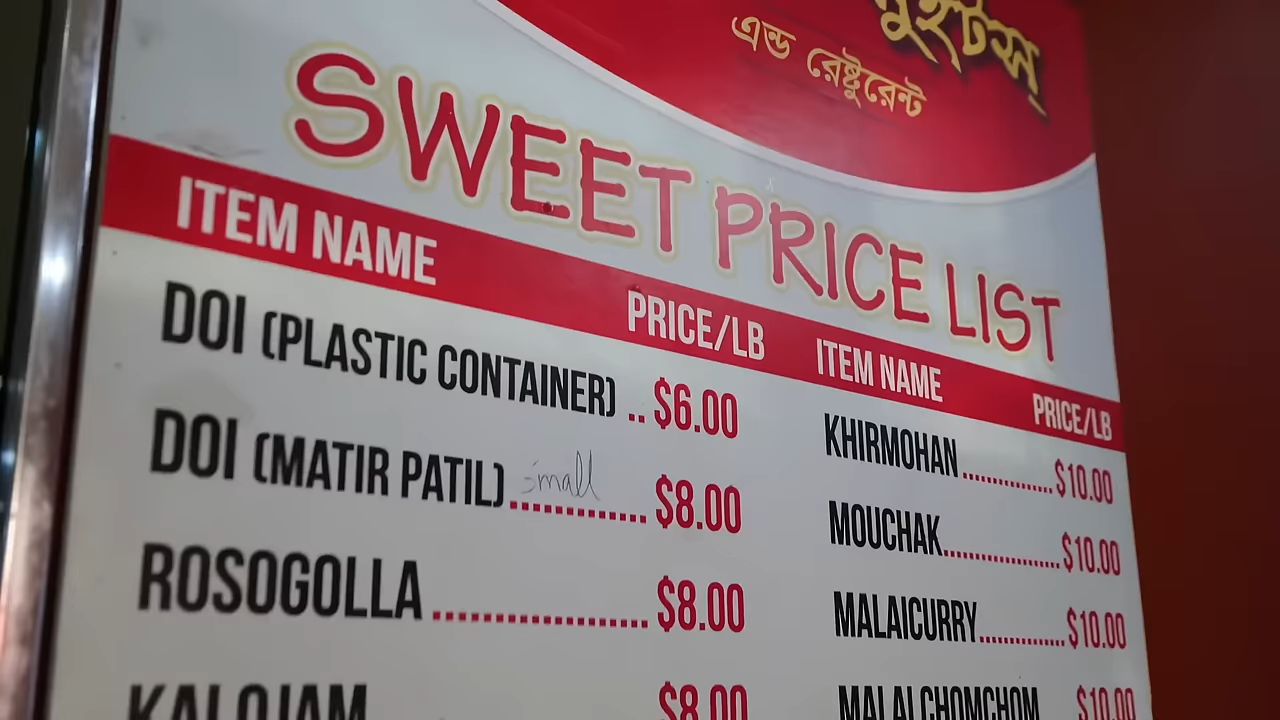 এন্ড রেষ্টুরেন্ট
SWEET PRICE LIST
ITEM NAME PRICE/LB
DOI (PLASTIC CONTAINER) .. $6.00
DOI (MATIR PATIL) small $8.00
ROSOGOLLA $8.00
KALOJAM $8.00
ITEM NAME PRICE/LB
KHIRMOHAN $10.00
MOUCHAK $10.00
MALAICURRY $10.00
MALAI CHOMCHOM $10.00